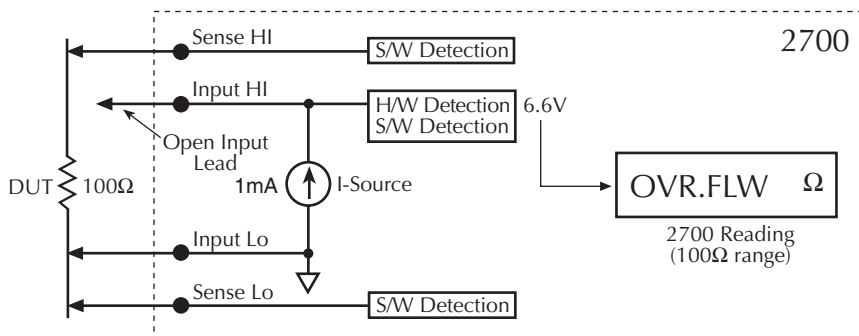 Sense HI
S/W Detection
2700
Input HI
H/W Detection
S/W Detection
6.6V
Open Input
Lead
DUT
100Ω
1mA
I-Source
OVR.FLW Ω
2700 Reading
(100Ω range)
Input Lo
Sense Lo
S/W Detection